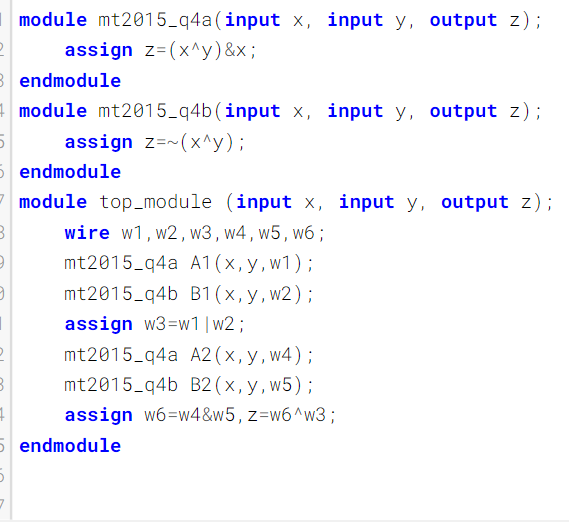 module mt2015_q4a(input x, input y, output z);
    assign z=(x^y)&x;
endmodule
module mt2015_q4b(input x, input y, output z);
    assign z=~(x^y);
endmodule
module top_module (input x, input y, output z);
    wire w1,w2,w3,w4,w5,w6;
    mt2015_q4a A1(x,y,w1);
    mt2015_q4b B1(x,y,w2);
    assign w3=w1|w2;
    mt2015_q4a A2(x,y,w4);
    mt2015_q4b B2(x,y,w5);
    assign w6=w4&w5,z=w6^w3;
endmodule